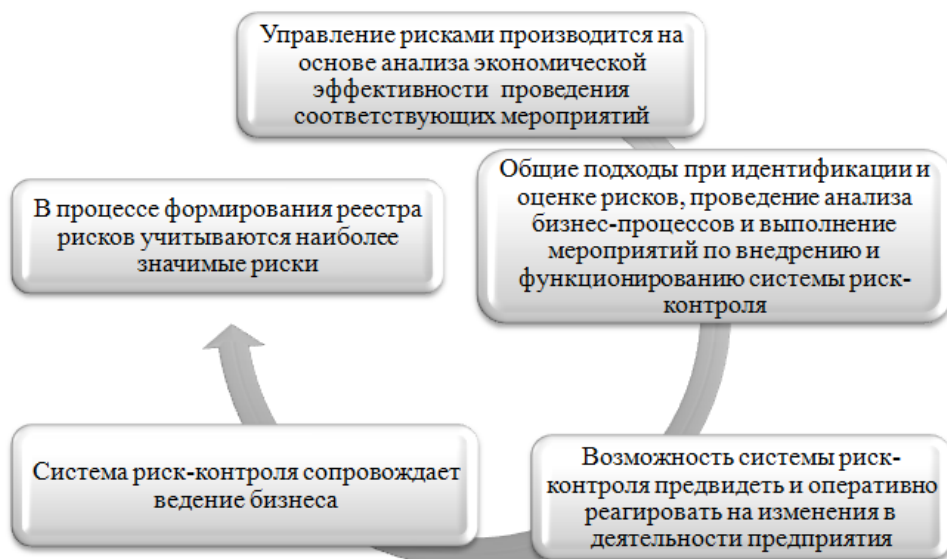 Управление рисками производится на
основе анализа экономической
эффективности проведения
соответствующих мероприятий
Общие подходы при идентификации и
оценке рисков, проведение анализа
бизнес-процессов и выполнение
мероприятий по внедрению и
функционированию системы риск-
контроля
Возможность системы риск-
контроля предвидеть и оперативно
реагировать на изменения в
деятельности предприятия
Система риск-контроля сопровождает
ведение бизнеса
В процессе формирования реестра
рисков учитываются наиболее
значимые риски